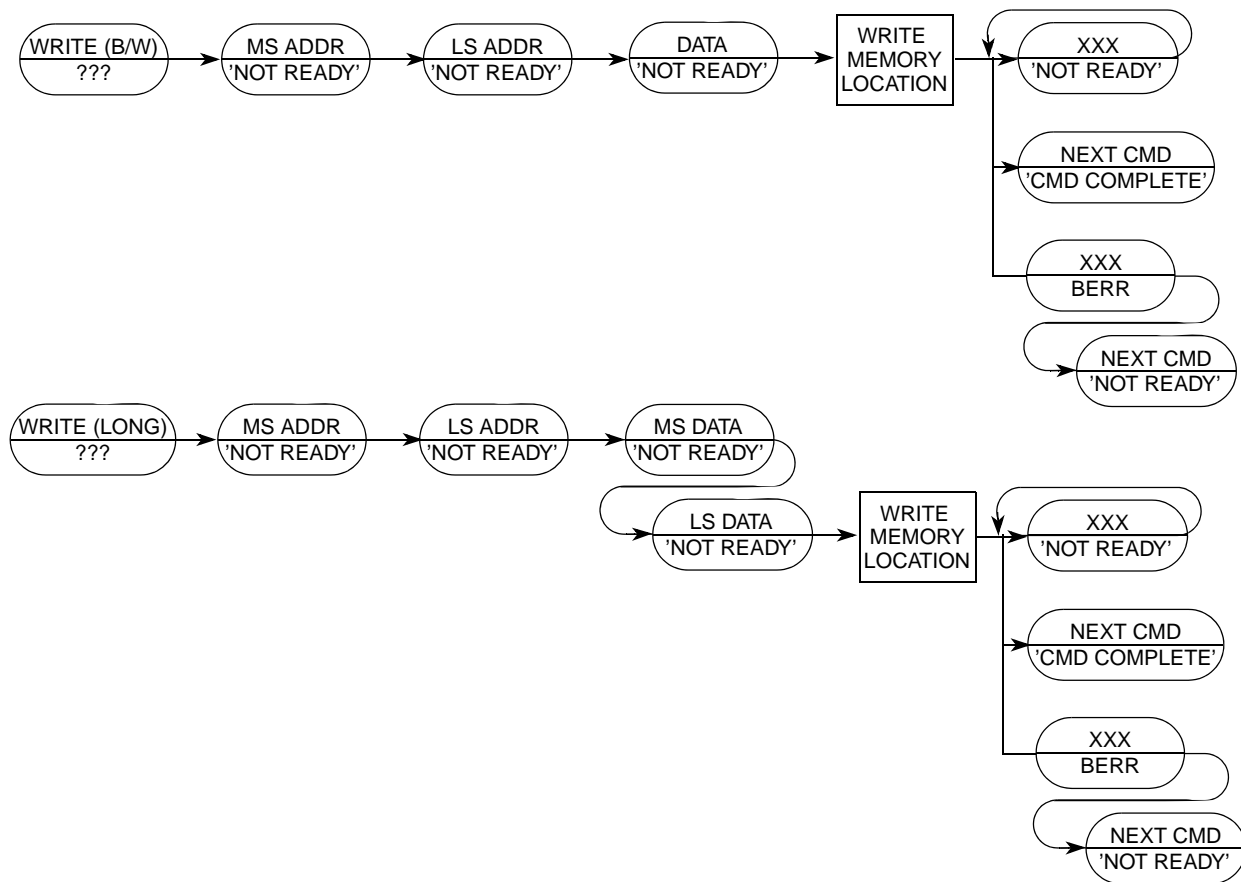 WRITE (B/W)
???
MS ADDR
'NOT READY'
LS ADDR
'NOT READY'
DATA
'NOT READY'
WRITE
MEMORY
LOCATION
XXX
'NOT READY'
NEXT CMD
'CMD COMPLETE'
XXX
BERR
NEXT CMD
'NOT READY'
WRITE (LONG)
???
MS ADDR
'NOT READY'
LS ADDR
'NOT READY'
MS DATA
'NOT READY'
LS DATA
'NOT READY'
WRITE
MEMORY
LOCATION
XXX
'NOT READY'
NEXT CMD
'CMD COMPLETE'
XXX
BERR
NEXT CMD
'NOT READY'